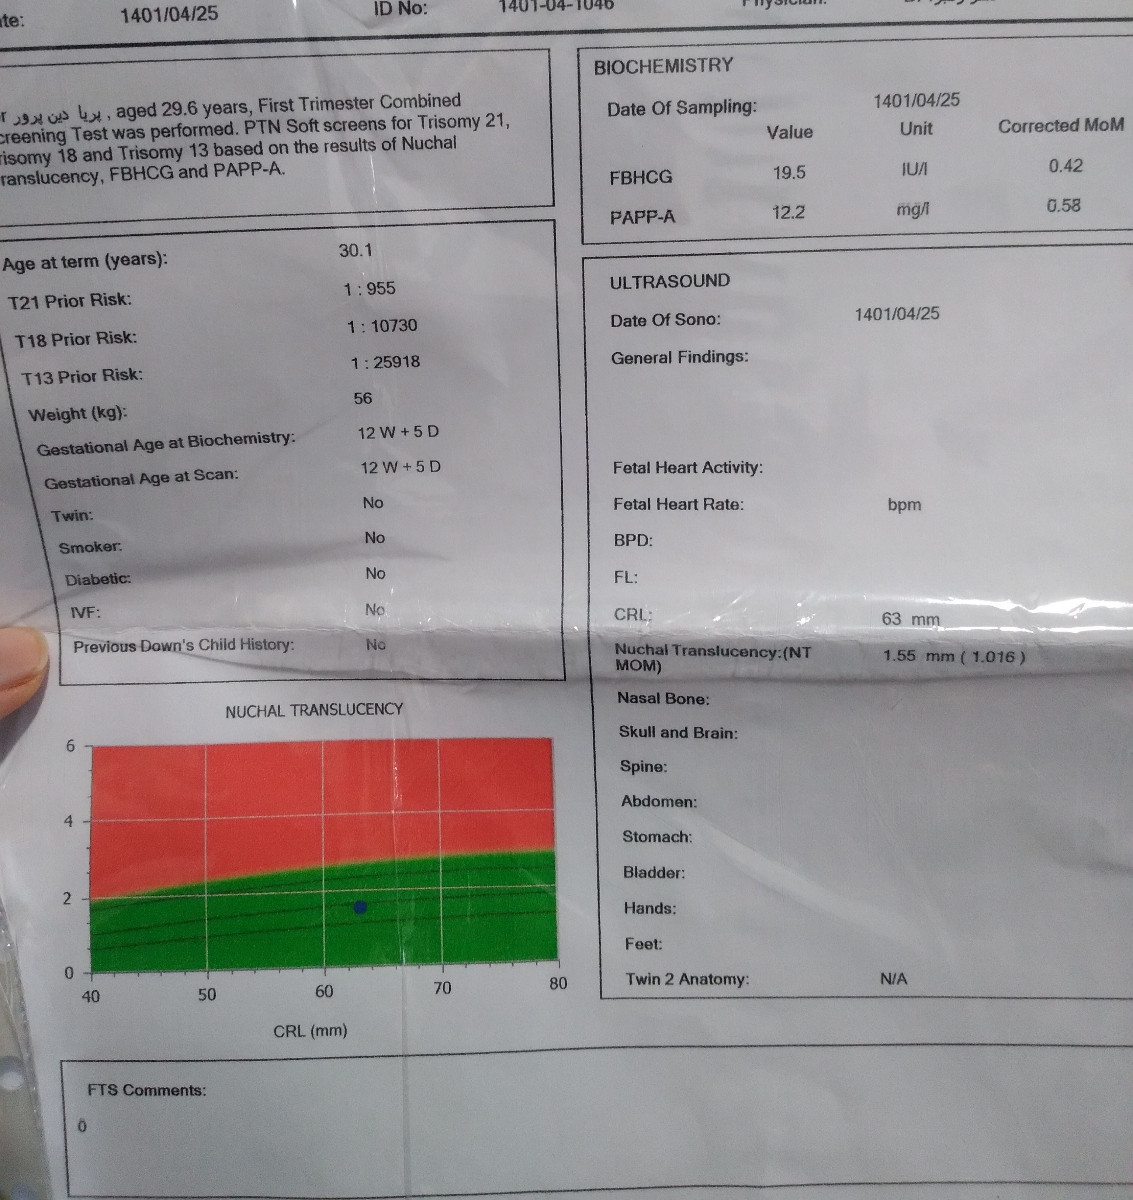 te: 1401/04/25 ID No: 1401-04-1046 Physician:
پریا دین پرور , aged 29.6 years, First Trimester Combined
creening Test was performed. PTN Soft screens for Trisomy 21,
risomy 18 and Trisomy 13 based on the results of Nuchal
ranslucency, FBHCG and PAPP-A.
Age at term (years): 30.1
T21 Prior Risk: 1 : 955
T18 Prior Risk: 1 : 10730
T13 Prior Risk: 1 : 25918
Weight (kg): 56
Gestational Age at Biochemistry: 12 W + 5 D
Gestational Age at Scan: 12 W + 5 D
Twin: No
Smoker: No
Diabetic: No
IVF: No
Previous Down's Child History: No
NUCHAL TRANSLUCENCY
6
4
2
0
40 50 60 70 80
CRL (mm)
BIOCHEMISTRY
Date Of Sampling: 1401/04/25
Value Unit Corrected MoM
FBHCG 19.5 IU/l 0.42
PAPP-A 12.2 mg/l 0.58
ULTRASOUND
Date Of Sono: 1401/04/25
General Findings:
Fetal Heart Activity:
Fetal Heart Rate: bpm
BPD:
FL:
CRL: 63 mm
Nuchal Translucency:(NT 1.55 mm ( 1.016 )
MOM)
Nasal Bone:
Skull and Brain:
Spine:
Abdomen:
Stomach:
Bladder:
Hands:
Feet:
Twin 2 Anatomy: N/A
FTS Comments:
0